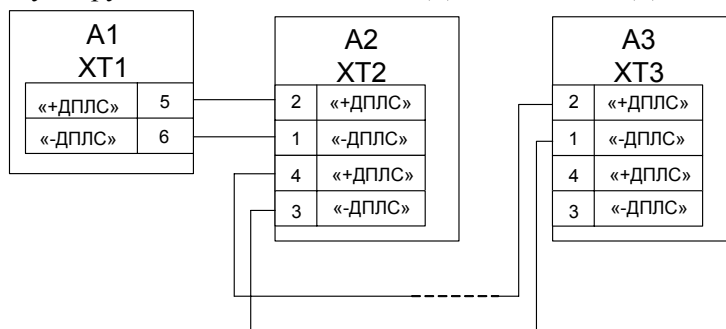 А1
ХТ1
«+ДПЛС» 5
«-ДПЛС» 6
А2
ХТ2
2 «+ДПЛС»
1 «-ДПЛС»
4 «+ДПЛС»
3 «-ДПЛС»
А3
ХТ3
2 «+ДПЛС»
1 «-ДПЛС»
4 «+ДПЛС»
3 «-ДПЛС»